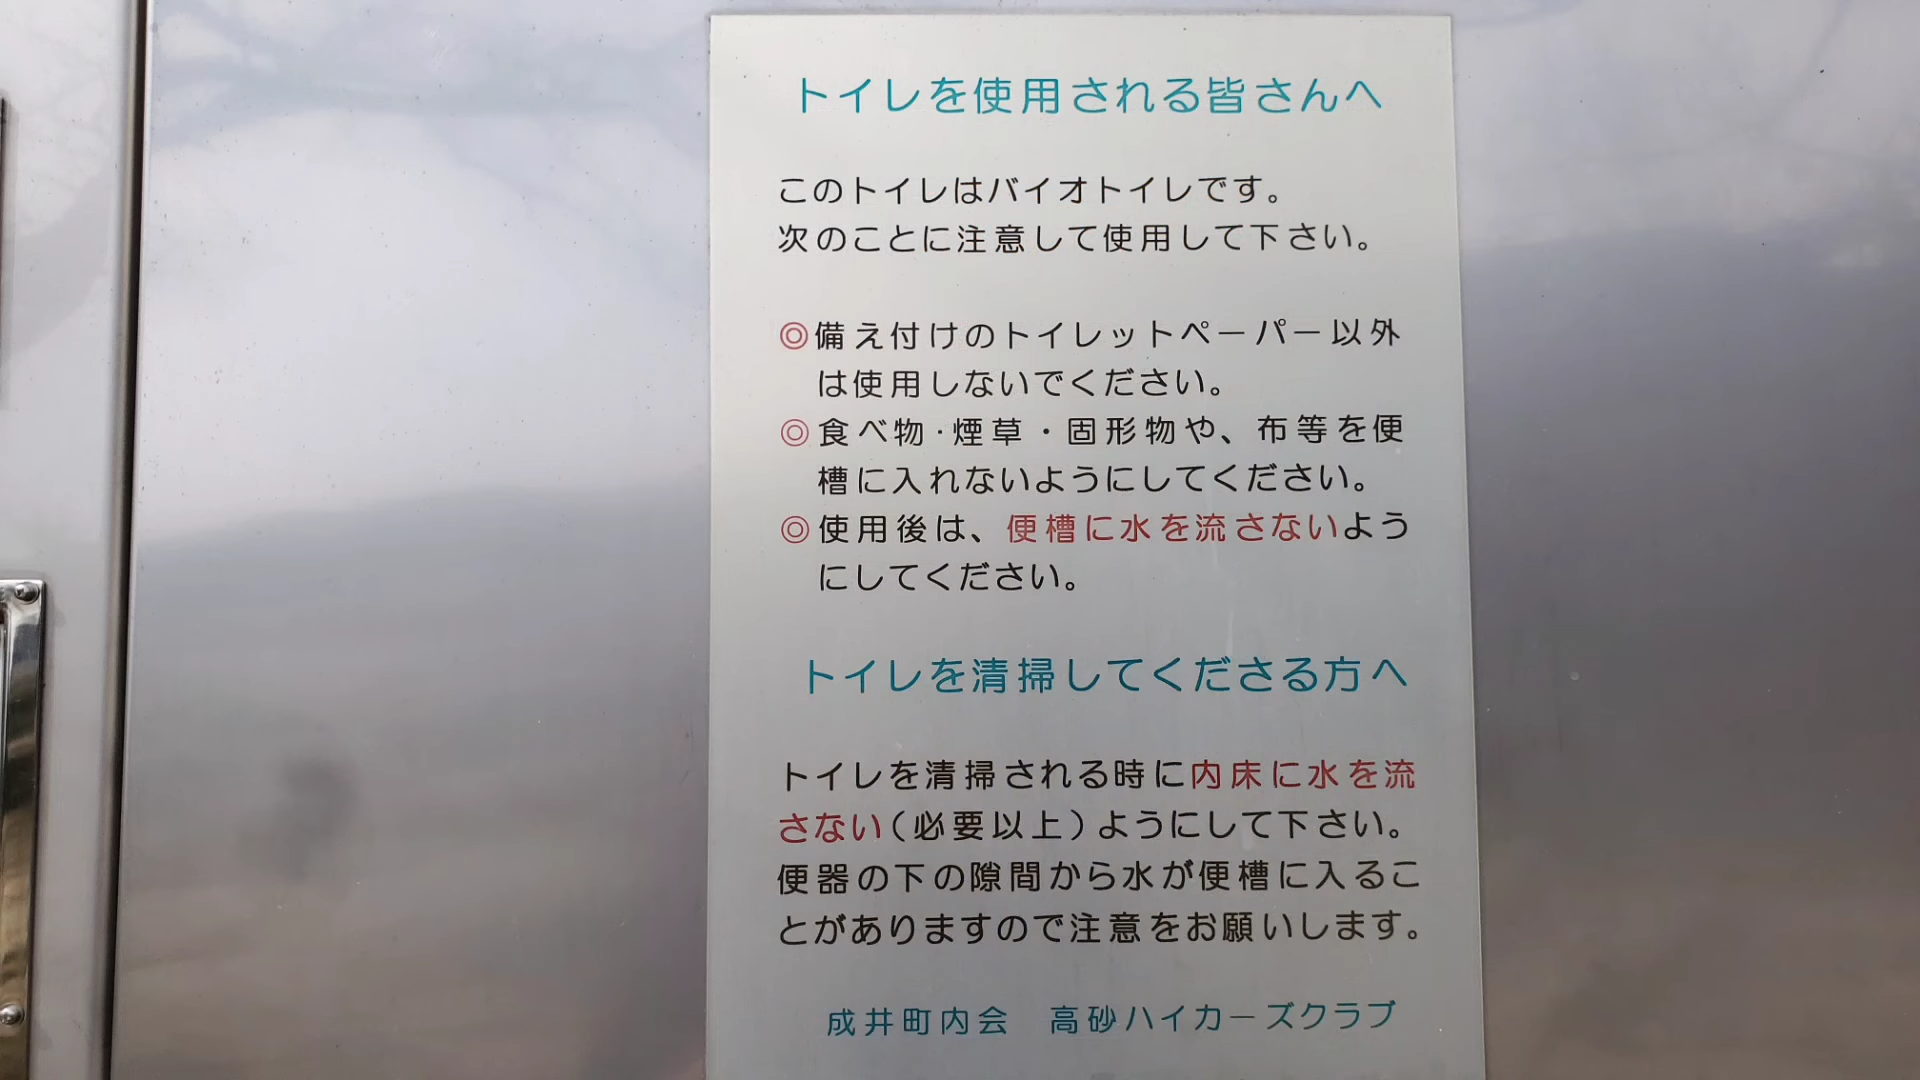 トイレを使用される皆さんへ
このトイレはバイオトイレです。
次のことに注意して使用して下さい。
◎備え付けのトイレットペーパー以外
は使用しないでください。
◎食べ物・煙草・固形物や、布等を便
槽に入れないようにしてください。
◎使用後は、便槽に水を流さないよう
にしてください。
トイレを清掃してくださる方へ
トイレを清掃される時に内床に水を流
さない(必要以上)ようにして下さい。
便器の下の隙間から水が便槽に入るこ
とがありますので注意をお願いします。
成井町内会 高砂ハイカーズクラブ